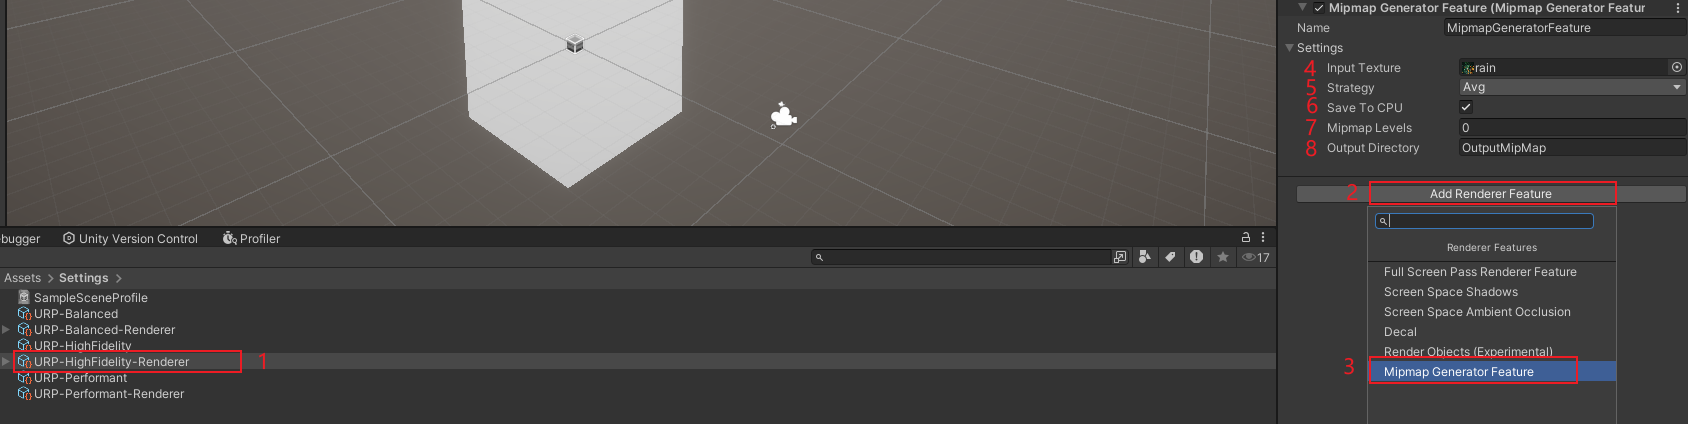 Mipmap Generator Feature (Mipmap Generator Featur
Name MipmapGeneratorFeature
Settings
4 Input Texture rain
5 Strategy Avg
6 Save To CPU
7 Mipmap Levels 0
8 Output Directory OutputMipMap
2 Add Renderer Feature
Renderer Features
Full Screen Pass Renderer Feature
Screen Space Shadows
Screen Space Ambient Occlusion
Decal
Render Objects (Experimental)
3 Mipmap Generator Feature
bugger Unity Version Control Profiler
17
Assets > Settings >
SampleSceneProfile
URP-Balanced
URP-Balanced-Renderer
URP-HighFidelity
URP-HighFidelity-Renderer 1
URP-Performant
URP-Performant-Renderer